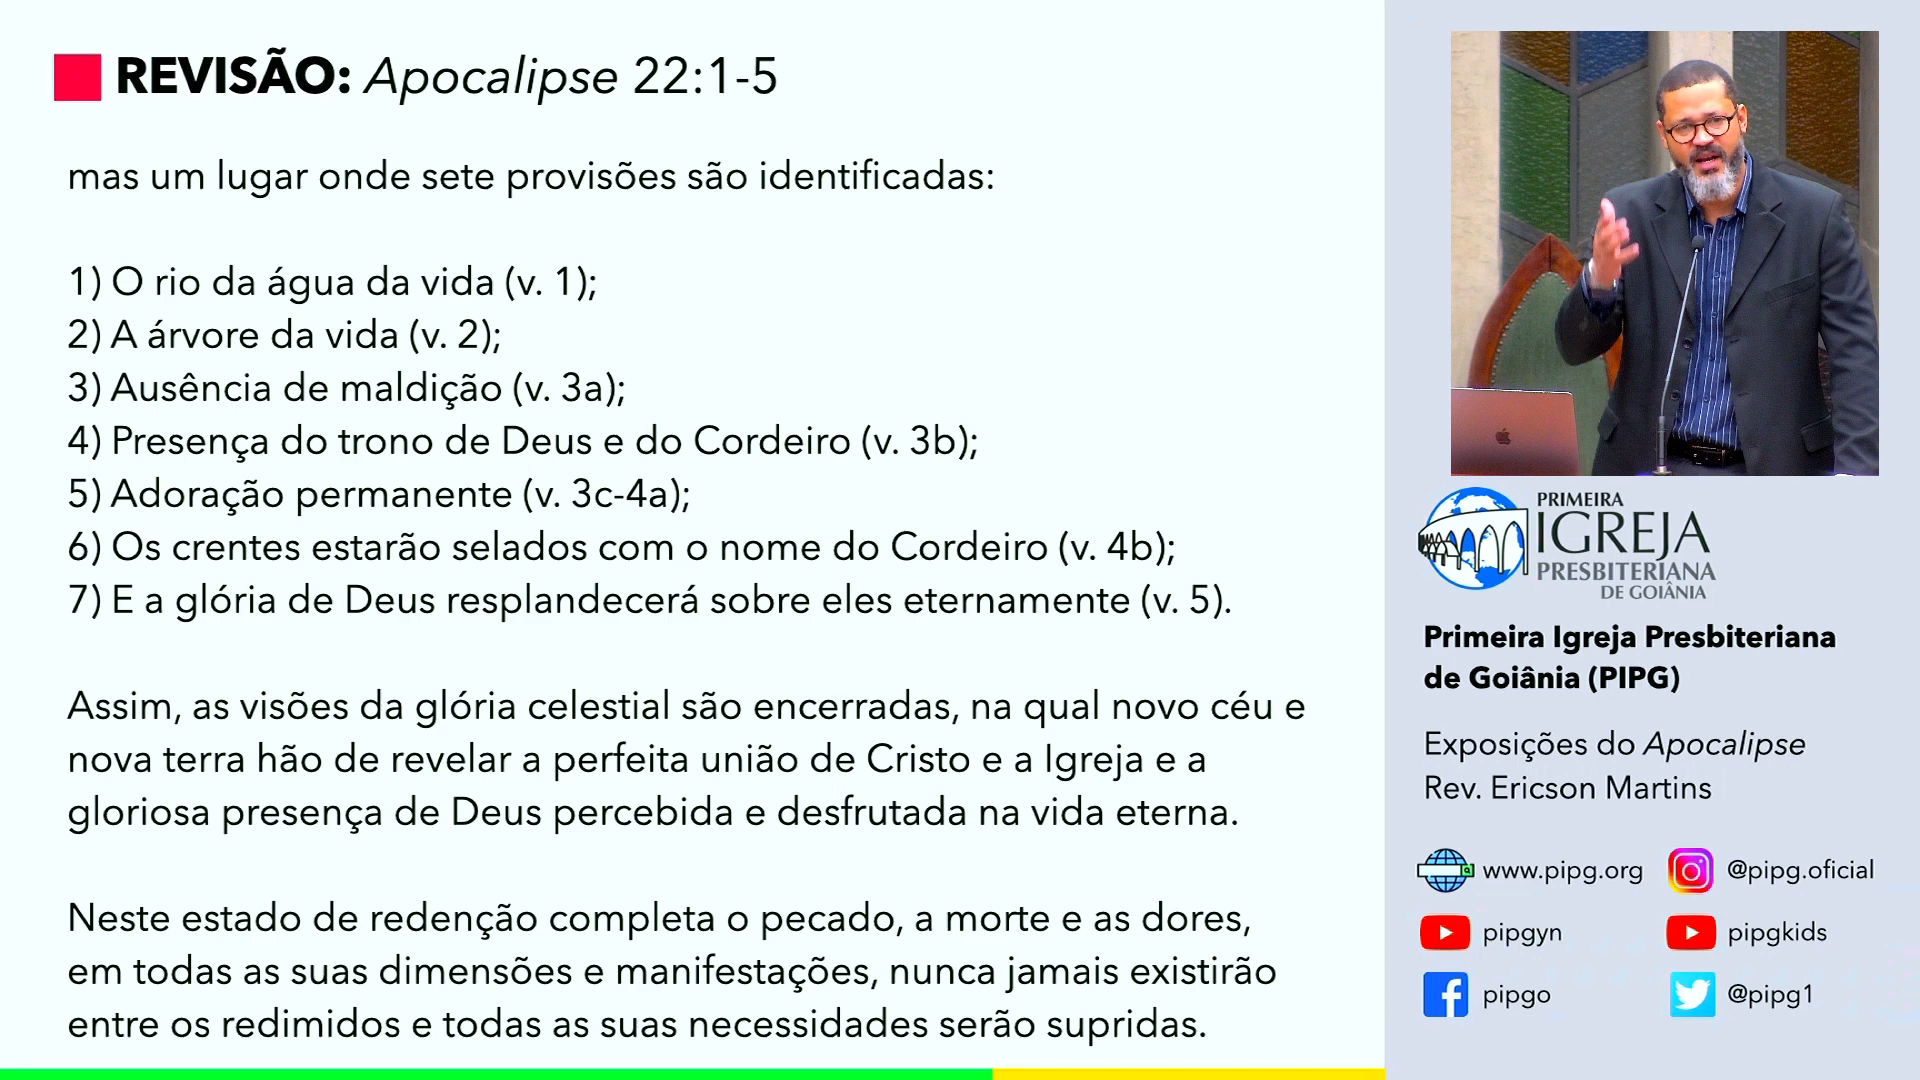 REVISÃO: Apocalipse 22:1-5
mas um lugar onde sete provisões são identificadas:
1) O rio da água da vida (v. 1);
2) A árvore da vida (v. 2);
3) Ausência de maldição (v. 3a);
4) Presença do trono de Deus e do Cordeiro (v. 3b);
5) Adoração permanente (v. 3c-4a);
6) Os crentes estarão selados com o nome do Cordeiro (v. 4b);
7) E a glória de Deus resplandecerá sobre eles eternamente (v. 5).
Assim, as visões da glória celestial são encerradas, na qual novo céu e
nova terra hão de revelar a perfeita união de Cristo e a Igreja e a
gloriosa presença de Deus percebida e desfrutada na vida eterna.
Neste estado de redenção completa o pecado, a morte e as dores,
em todas as suas dimensões e manifestações, nunca jamais existirão
entre os redimidos e todas as suas necessidades serão supridas.
PRIMEIRA
IGREJA
PRESBITERIANA
DE GOIÂNIA
Primeira Igreja Presbiteriana
de Goiânia (PIPG)
Exposições do Apocalipse
Rev. Ericson Martins
www.pipg.org @pipg.oficial
pipgyn pipgkids
pipgo @pipg1